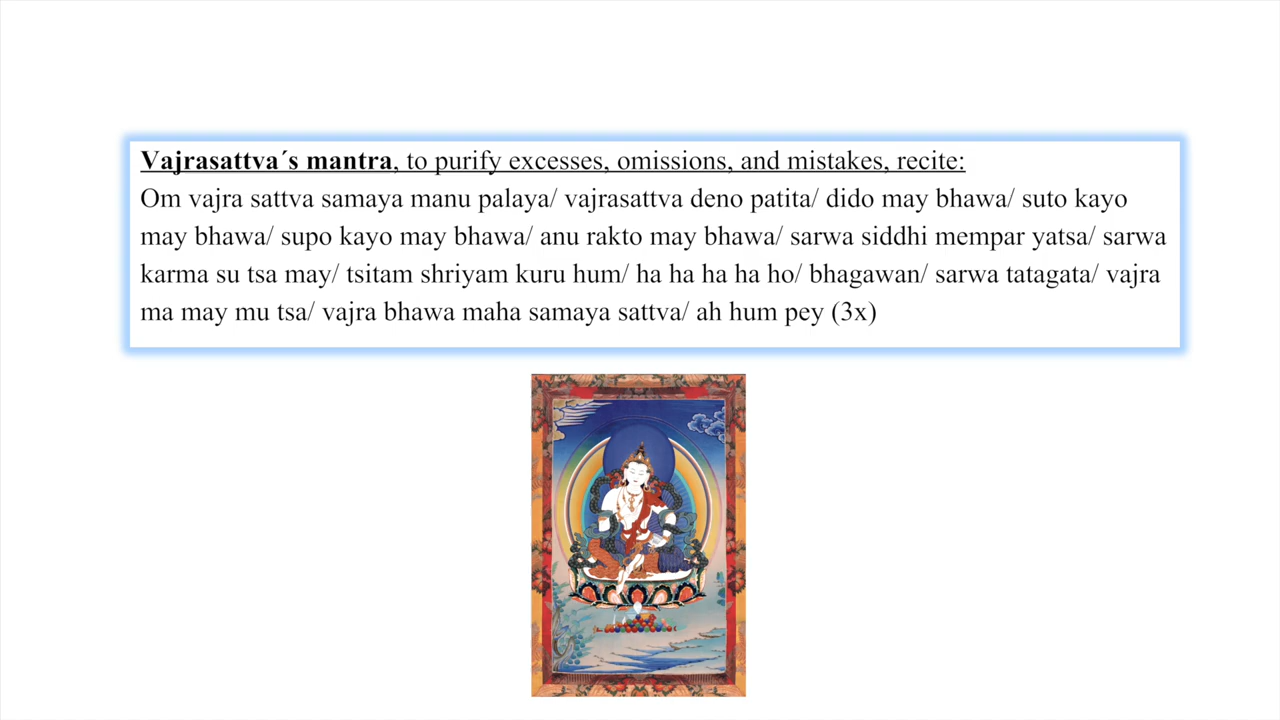 Vajrasattva´s mantra, to purify excesses, omissions, and mistakes, recite:
Om vajra sattva samaya manu palaya/ vajrasattva deno patita/ dido may bhawa/ suto kayo
may bhawa/ supo kayo may bhawa/ anu rakto may bhawa/ sarwa siddhi mempar yatsa/ sarwa
karma su tsa may/ tsitam shriyam kuru hum/ ha ha ha ha ho/ bhagawan/ sarwa tatagata/ vajra
ma may mu tsa/ vajra bhawa maha samaya sattva/ ah hum pey (3x)